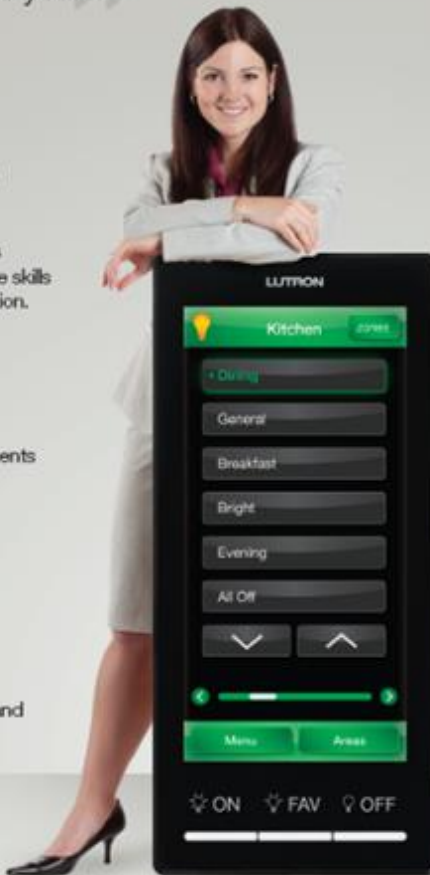 e skills
ion.
ents
nd
LUTRON
Kitchen
zones
Dining
General
Breakfast
Bright
Evening
All Off
Menu
Areas
ON
FAV
OFF